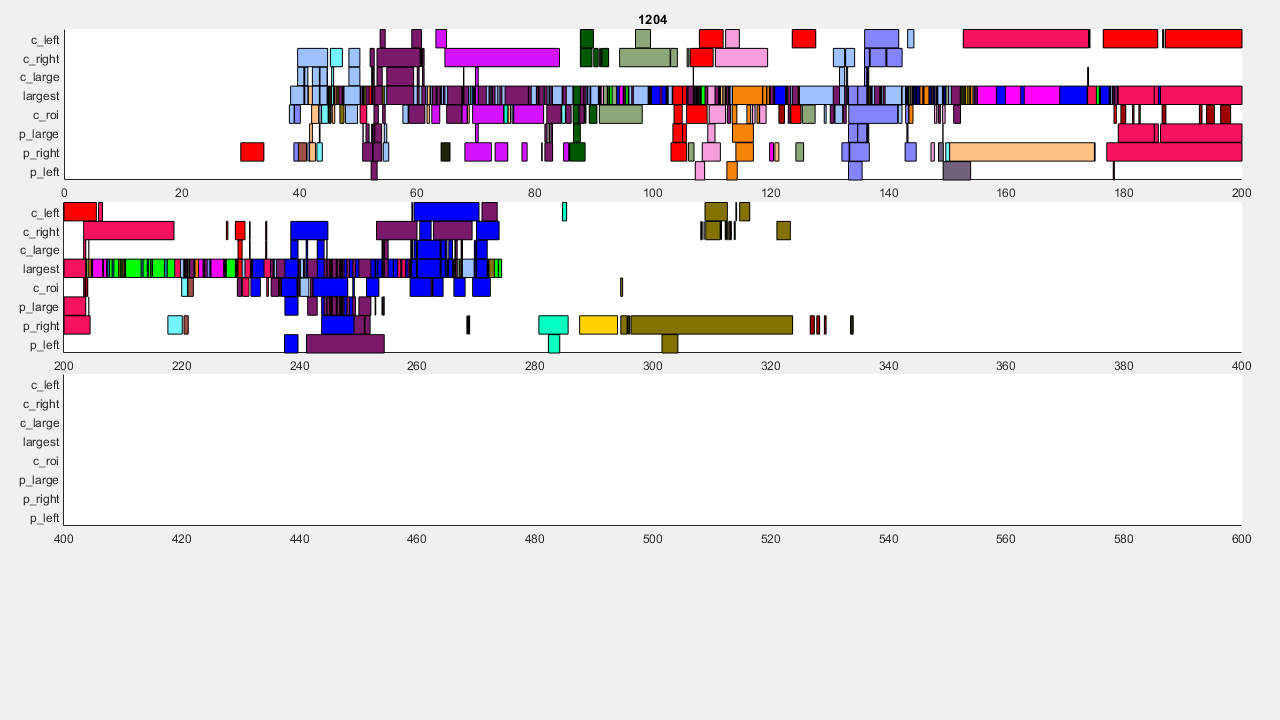 1204
c_left
c_right
c_large
largest
c_roi
p_large
p_right
p_left
0 20 40 60 80 100 120 140 160 180 200
c_left
c_right
c_large
largest
c_roi
p_large
p_right
p_left
200 220 240 260 280 300 320 340 360 380 400
c_left
c_right
c_large
largest
c_roi
p_large
p_right
p_left
400 420 440 460 480 500 520 540 560 580 600